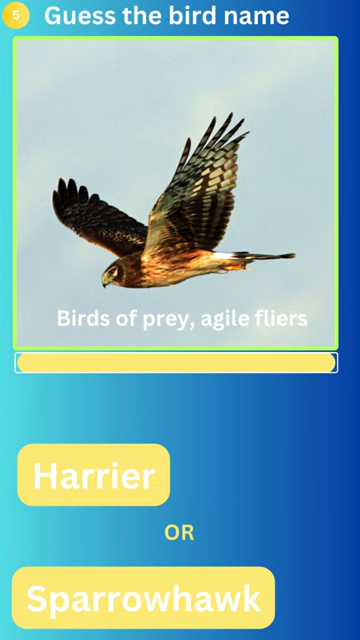 5
Guess the bird name
Birds of prey, agile fliers
Harrier
OR
Sparrowhawk